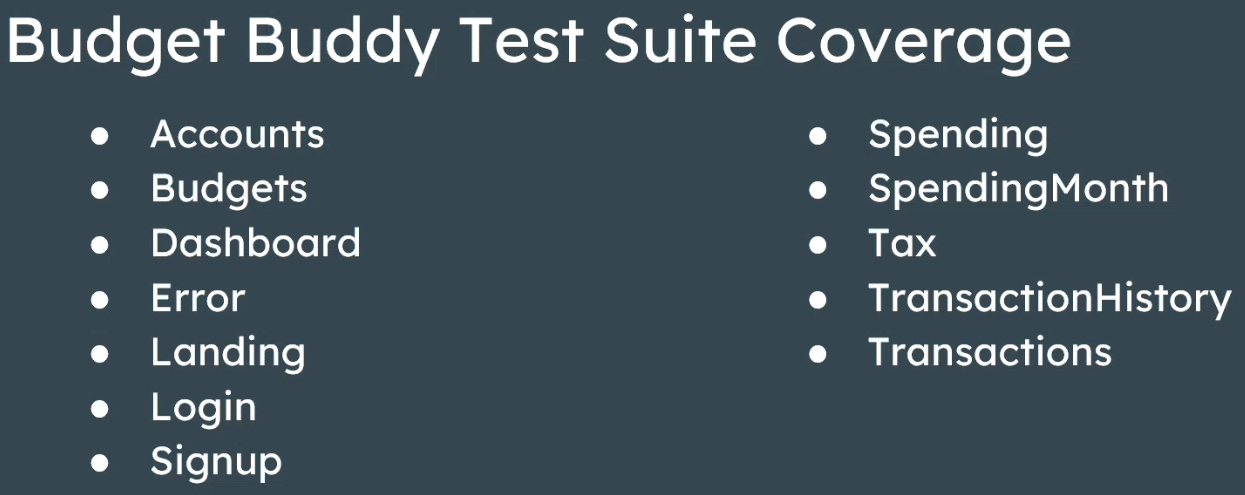 Budget Buddy Test Suite Coverage
● Accounts
● Budgets
● Dashboard
● Error
● Landing
● Login
● Signup
● Spending
● SpendingMonth
● Tax
● TransactionHistory
● Transactions